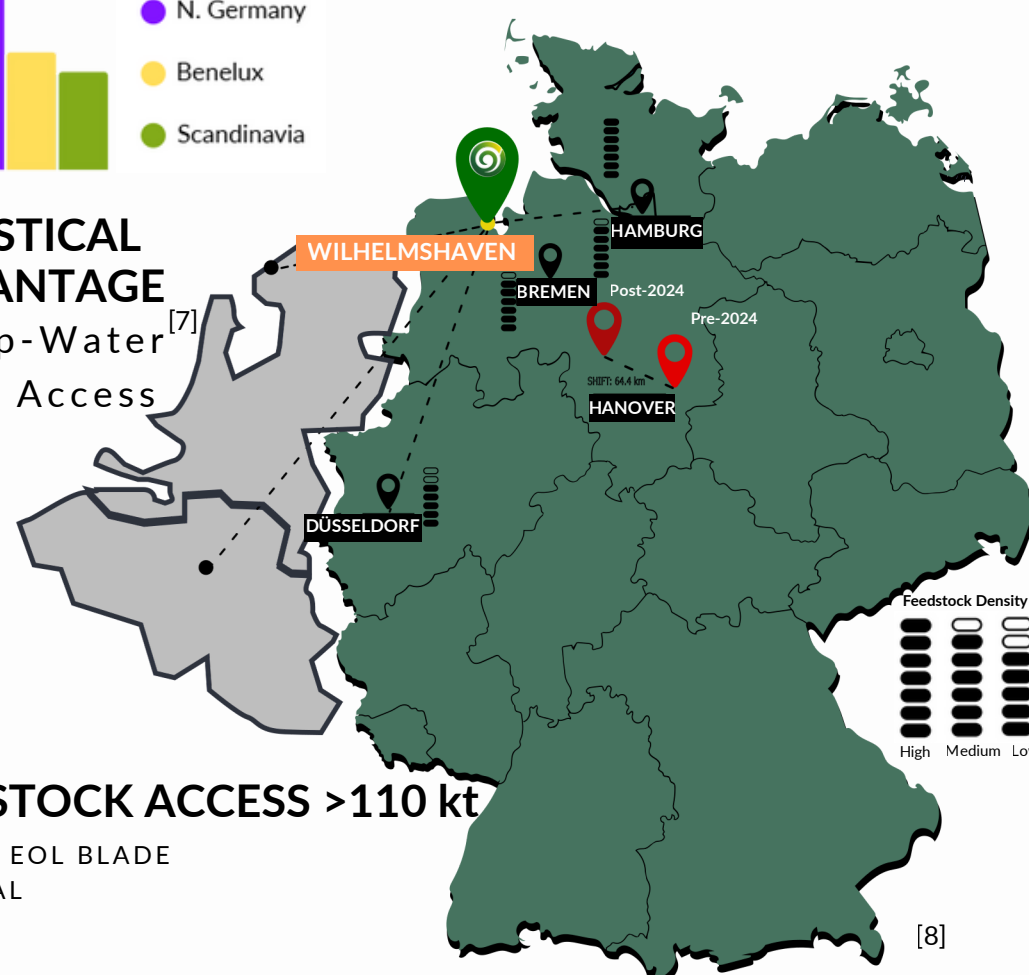 N. Germany
Benelux
Scandinavia
STICAL
ANTAGE
[7]
p-Water
Access
WILHELMSHAVEN
HAMBURG
BREMEN
Post-2024
Pre-2024
SHIFT: 64.4 km
HANOVER
DÜSSELDORF
Feedstock Density
High
Medium
Lo
STOCK ACCESS >110 kt
EOL BLADE
AL
[8]